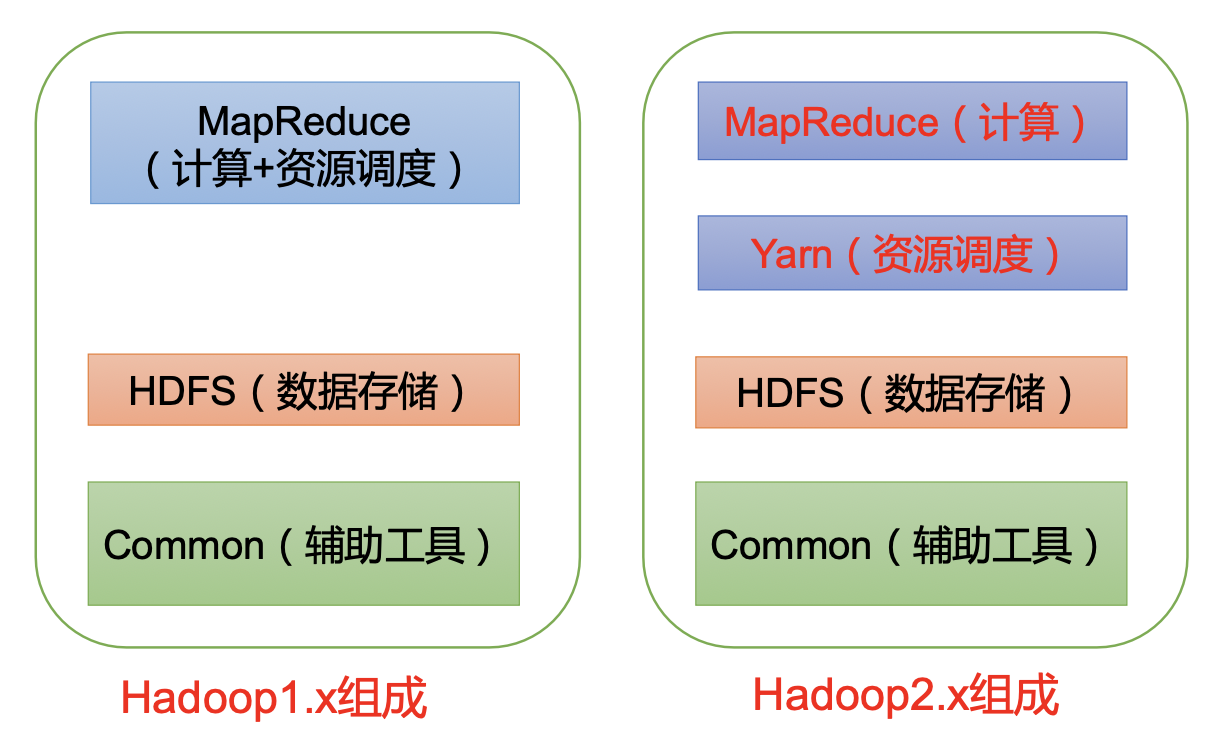 MapReduce
（计算+资源调度）
HDFS（数据存储）
Common（辅助工具）
Hadoop1.x组成
MapReduce（计算）
Yarn（资源调度）
HDFS（数据存储）
Common（辅助工具）
Hadoop2.x组成